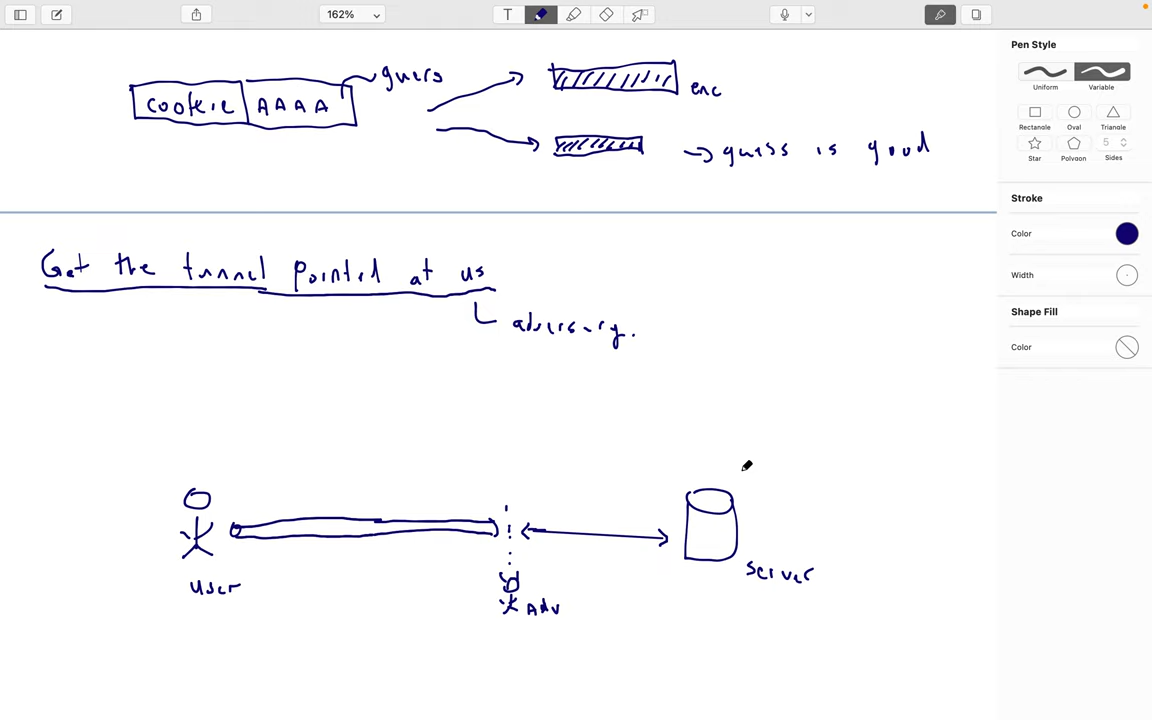 162%
T
Pen Style
Uniform Variable
Rectangle Oval Triangle
5
Star Polygon Sides
Stroke
Color
Width
Shape Fill
Color
guess
cookie AAAA
enc
guess is good
Get the tunnel pointed at us
adversary.
user
Adv
server